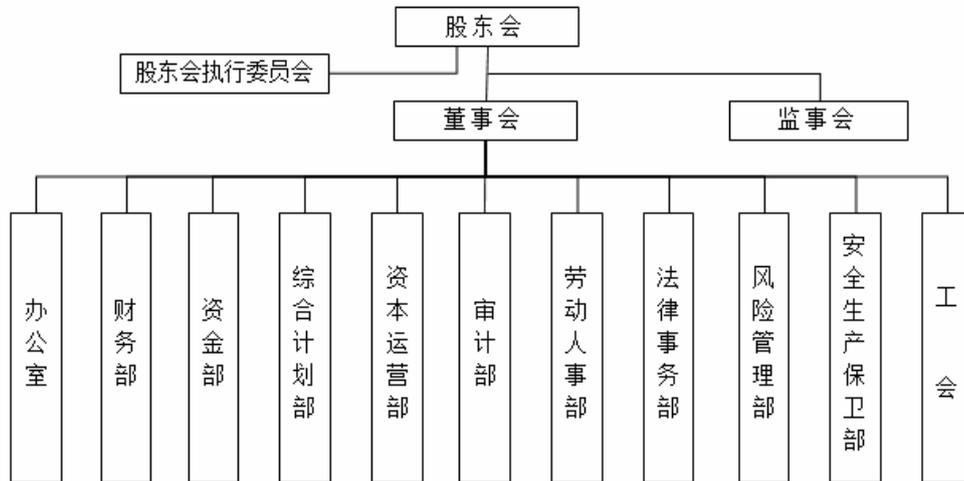 股东会
股东会执行委员会
董事会
监事会
办公室
财务部
资金部
综合计划部
资本运营部
审计部
劳动人事部
法律事务部
风险管理部
安全生产保卫部
工会